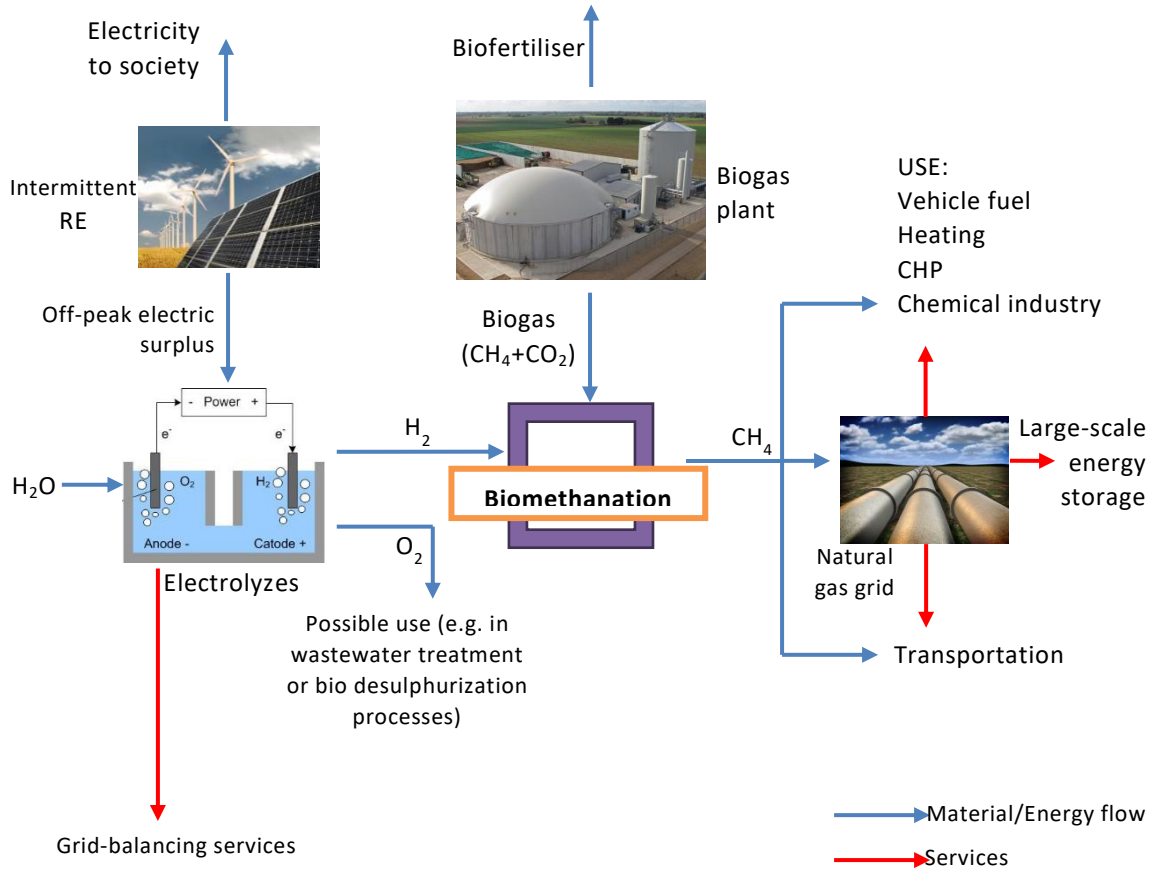 Electricity
to society
Biofertiliser
Intermittent
RE
Biogas
plant
USE:
Vehicle fuel
Heating
CHP
Chemical industry
Off-peak electric
surplus
Biogas
(CH₄+CO₂)
- Power +
e⁻
e⁻
H₂
CH₄
Large-scale
energy
storage
H₂O
O₂
H₂
Biomethanation
Anode -
Catode +
O₂
Electrolyzes
Natural
gas grid
Possible use (e.g. in
wastewater treatment
or bio desulphurization
processes)
Transportation
Grid-balancing services
Material/Energy flow
Services